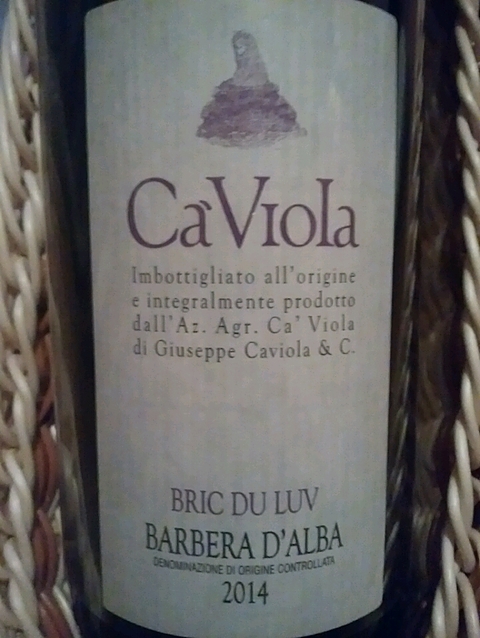 Ca'Viola
Imbottigliato all'origine
e integralmente prodotto
dall'Az. Agr. Ca' Viola
di Giuseppe Caviola & C.
BRIC DU LUV
BARBERA D'ALBA
DENOMINAZIONE DI ORIGINE CONTROLLATA
2014